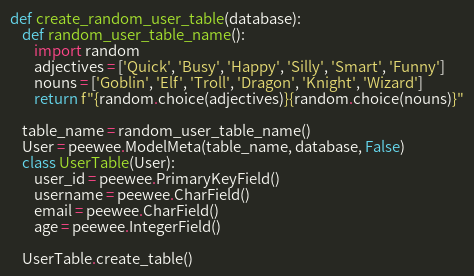 def create_random_user_table(database):
    def random_user_table_name():
        import random
        adjectives = ['Quick', 'Busy', 'Happy', 'Silly', 'Smart', 'Funny']
        nouns = ['Goblin', 'Elf', 'Troll', 'Dragon', 'Knight', 'Wizard']
        return f"{random.choice(adjectives)}{random.choice(nouns)}"

    table_name = random_user_table_name()
    User = peewee.ModelMeta(table_name, database, False)
    class UserTable(User):
        user_id = peewee.PrimaryKeyField()
        username = peewee.CharField()
        email = peewee.CharField()
        age = peewee.IntegerField()

    UserTable.create_table()